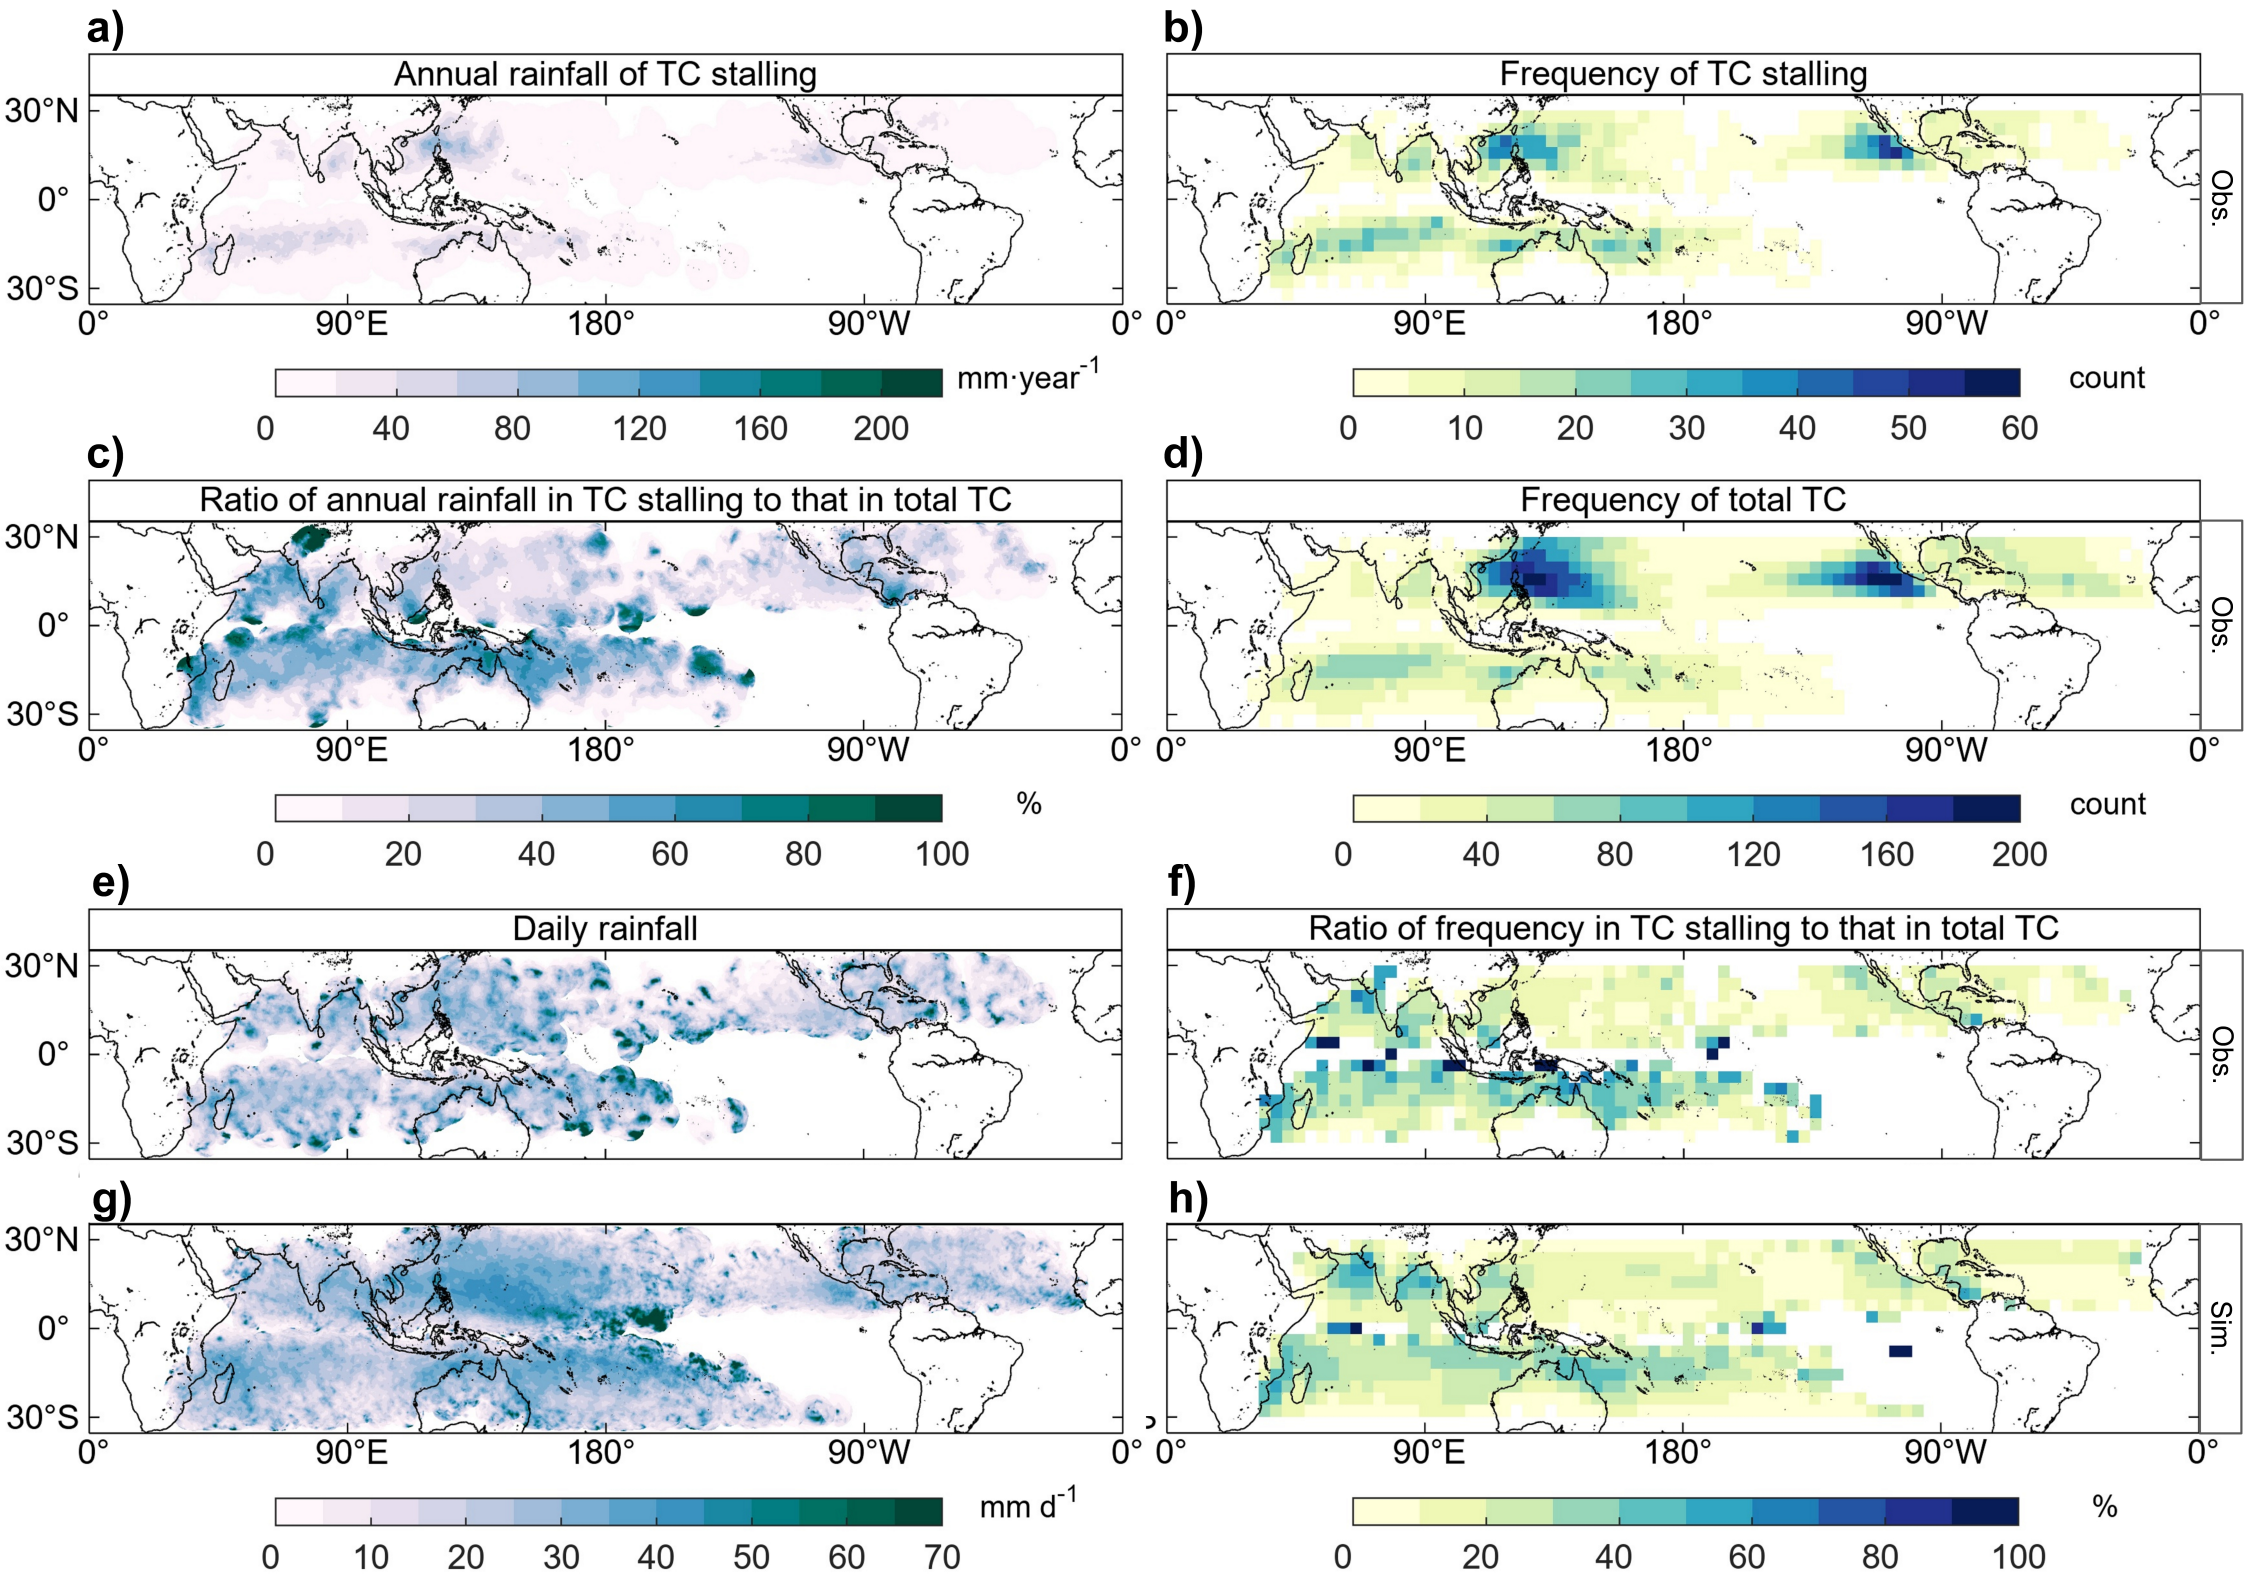 a)
Annual rainfall of TC stalling
30°N
0°
30°S
0°
90°E
180°
90°W
0°
0
40
80
120
160
200
mm·year-1
b)
Frequency of TC stalling
Obs.
0°
90°E
180°
90°W
0°
0
10
20
30
40
50
60
count
c)
Ratio of annual rainfall in TC stalling to that in total TC
30°N
0°
30°S
0°
90°E
180°
90°W
0°
0
20
40
60
80
100
%
d)
Frequency of total TC
Obs.
0°
90°E
180°
90°W
0°
0
40
80
120
160
200
count
e)
Daily rainfall
30°N
0°
30°S
f)
Ratio of frequency in TC stalling to that in total TC
Obs.
g)
30°N
0°
30°S
0°
90°E
180°
90°W
0°
0
10
20
30
40
50
60
70
mm d-1
h)
Sim.
0°
90°E
180°
90°W
0°
0
20
40
60
80
100
%